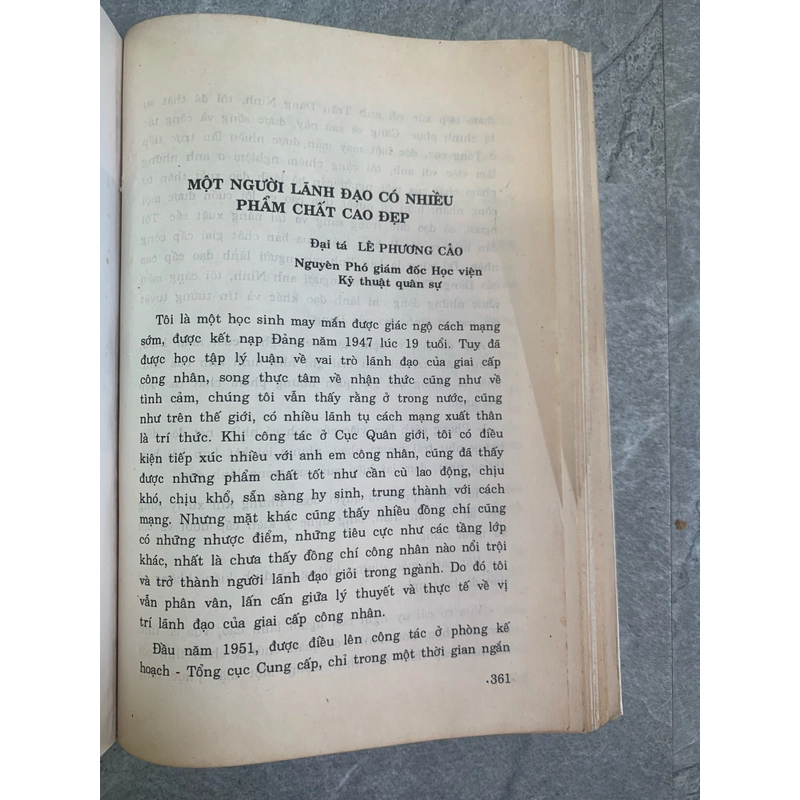 MỘT NGƯỜI LÃNH ĐẠO CÓ NHIỀU
PHẨM CHẤT CAO ĐẸP
Đại tá LÊ PHƯƠNG CẢO
Nguyên Phó giám đốc Học viện
Kỹ thuật quân sự
Tôi là một học sinh may mắn được giác ngộ cách mạng
sớm, được kết nạp Đảng năm 1947 lúc 19 tuổi. Tuy đã
được học tập lý luận về vai trò lãnh đạo của giai cấp
công nhân, song thực tâm về nhận thức cũng như về
tình cảm, chúng tôi vẫn thấy rằng ở trong nước, cũng
như trên thế giới, có nhiều lãnh tụ cách mạng xuất thân
là trí thức. Khi công tác ở Cục Quân giới, tôi có điều
kiện tiếp xúc nhiều với anh em công nhân, cũng đã thấy
được những phẩm chất tốt như cần cù lao động, chịu
khó, chịu khổ, sẵn sàng hy sinh, trung thành với cách
mạng. Nhưng mặt khác cũng thấy nhiều đồng chí cũng
có những nhược điểm, những tiêu cực như các tầng lớp
khác, nhất là chưa thấy đồng chí công nhân nào nổi trội
và trở thành người lãnh đạo giỏi trong ngành. Do đó tôi
vẫn phân vân, lấn cấn giữa lý thuyết và thực tế về vị
trí lãnh đạo của giai cấp công nhân.
Đầu năm 1951, được điều lên công tác ở phòng kế
hoạch - Tổng cục Cung cấp, chỉ trong một thời gian ngắn
.361